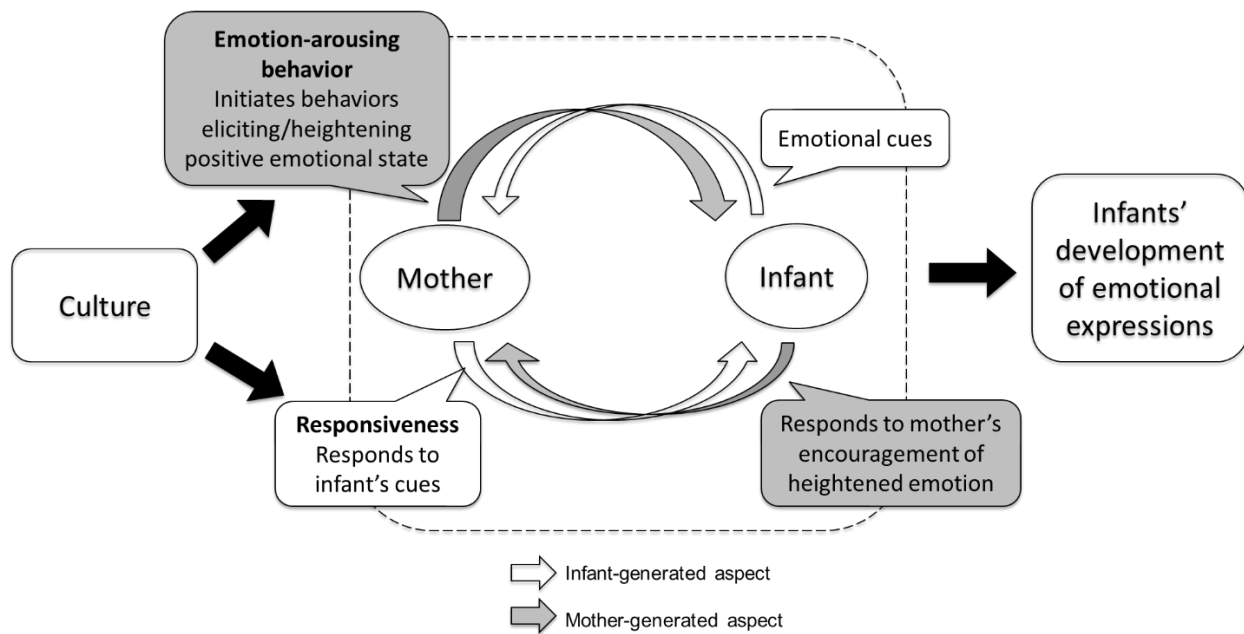 Emotion-arousing
behavior
Initiates behaviors
eliciting/heightening
positive emotional state
Emotional cues
Culture
Mother
Infant
Infants’
development
of emotional
expressions
Responsiveness
Responds to
infant’s cues
Responds to mother’s
encouragement of
heightened emotion
Infant-generated aspect
Mother-generated aspect